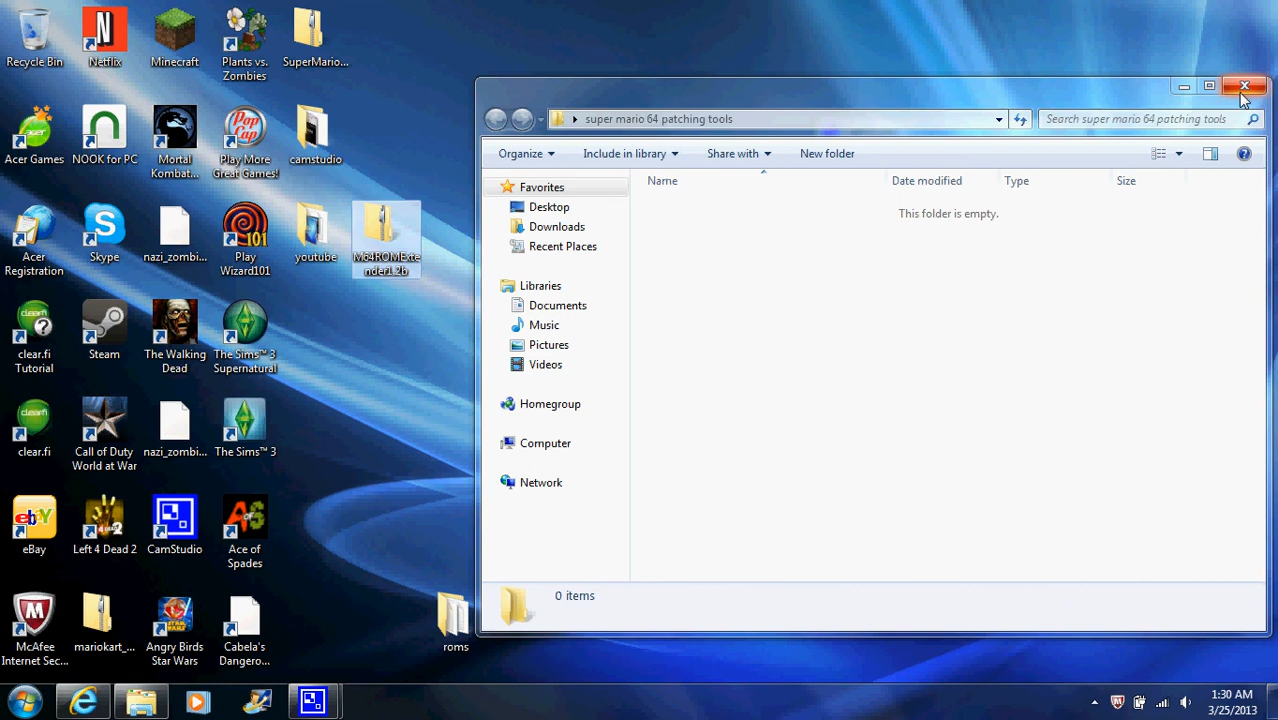 Recycle Bin
Netflix
Minecraft
Plants vs.
Zombies
SuperMario...
Acer Games
NOOK for PC
Mortal
Kombat...
Pop
Cap
Play More
Great Games!
camstudio
Acer
Registration
Skype
nazi_zombi...
101
Play
Wizard101
youtube
M64ROMExte
nder1.2b
clear.fi
Tutorial
Steam
The Walking
Dead
The Sims™ 3
Supernatural
clear.fi
Call of Duty
World at War
nazi_zombi...
The Sims™ 3
eBay
Left 4 Dead 2
CamStudio
Ace of
Spades
McAfee
Internet Sec...
mariokart_...
Angry Birds
Star Wars
Cabela's
Dangero...
roms
super mario 64 patching tools
Search super mario 64 patching tools
Organize
Include in library
Share with
New folder
Favorites
Desktop
Downloads
Recent Places
Libraries
Documents
Music
Pictures
Videos
Homegroup
Computer
Network
Name
Date modified
Type
Size
This folder is empty.
0 items
1:30 AM
3/25/2013